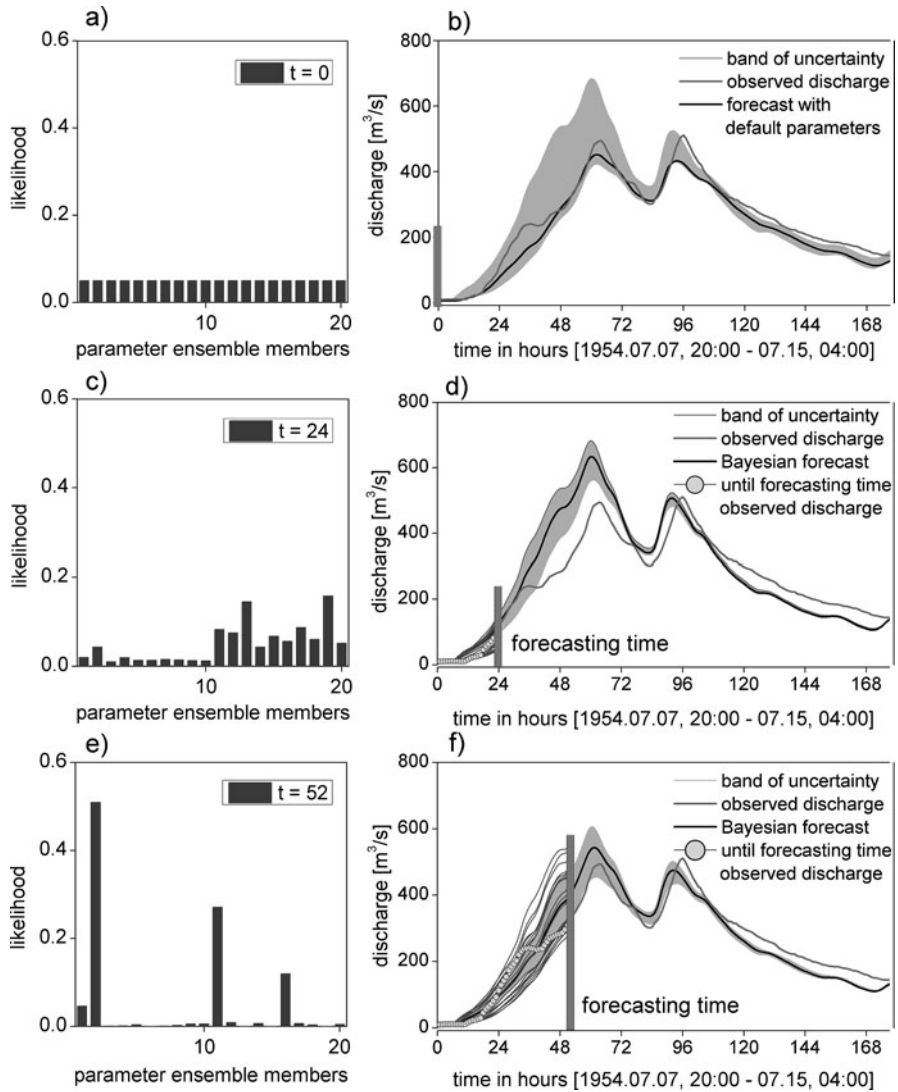 a)
0.6
0.4
0.2
0.0
likelihood
t = 0
10
20
parameter ensemble members
b)
800
600
400
200
0
discharge [m³/s]
band of uncertainty
observed discharge
forecast with
default parameters
0 24 48 72 96 120 144 168
time in hours [1954.07.07, 20:00 - 07.15, 04:00]
c)
0.6
0.4
0.2
0.0
likelihood
t = 24
10
20
parameter ensemble members
d)
800
600
400
200
0
discharge [m³/s]
band of uncertainty
observed discharge
Bayesian forecast
until forecasting time
observed discharge
forecasting time
0 24 48 72 96 120 144 168
time in hours [1954.07.07, 20:00 - 07.15, 04:00]
e)
0.6
0.4
0.2
0.0
likelihood
t = 52
10
20
parameter ensemble members
f)
800
600
400
200
0
discharge [m³/s]
band of uncertainty
observed discharge
Bayesian forecast
until forecasting time
observed discharge
forecasting time
0 24 48 72 96 120 144 168
time in hours [1954.07.07, 20:00 - 07.15, 04:00]